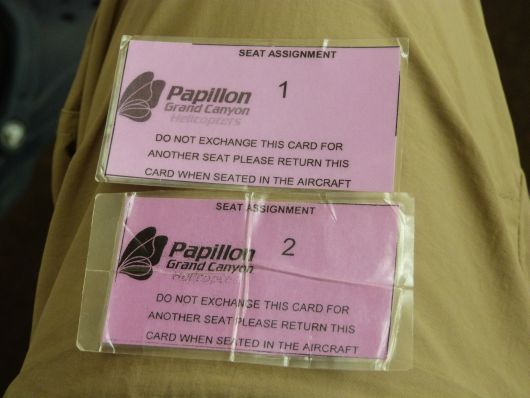 SEAT ASSIGNMENT
1
Papillon
Grand Canyon
Helicopters
DO NOT EXCHANGE THIS CARD FOR
ANOTHER SEAT PLEASE RETURN THIS
CARD WHEN SEATED IN THE AIRCRAFT
SEAT ASSIGNMENT
2
Papillon
Grand Canyon
Helicopters
DO NOT EXCHANGE THIS CARD FOR
ANOTHER SEAT PLEASE RETURN THIS
CARD WHEN SEATED IN THE AIRCRAFT